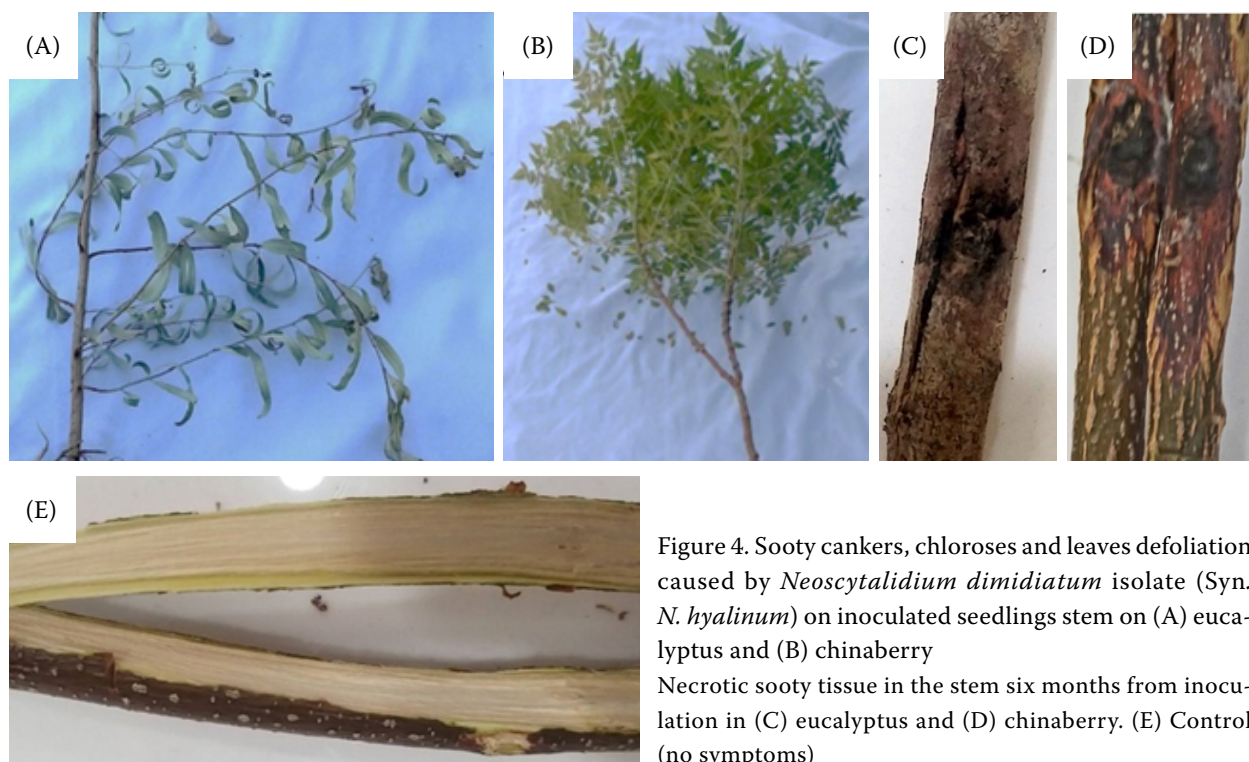 (A)
(B)
(C)
(D)
(E)
Figure 4. Sooty cankers, chloroses and leaves defoliation
caused by Neoscytalidium dimidiatum isolate (Syn.
N. hyalinum) on inoculated seedlings stem on (A) euca-
lyptus and (B) chinaberry
Necrotic sooty tissue in the stem six months from inocu-
lation in (C) eucalyptus and (D) chinaberry. (E) Control
(no symptoms)